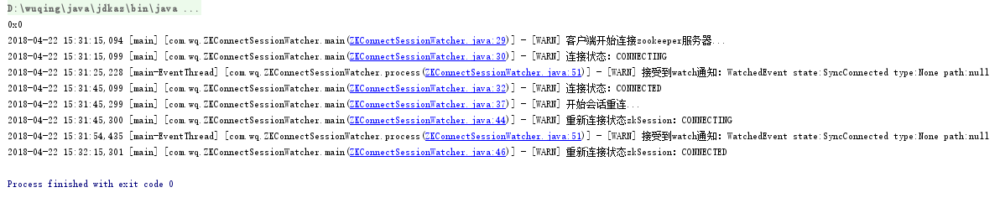 D:\wuqing\java\jdkaz\bin\java ...
0x0
2018-04-22 15:31:15,094 [main] [com.wq.ZKConnectSessionWatcher.main(ZKConnectSessionWatcher.java:29)] - [WARN] 客户端开始连接zookeeper服务器...
2018-04-22 15:31:15,099 [main] [com.wq.ZKConnectSessionWatcher.main(ZKConnectSessionWatcher.java:30)] - [WARN] 连接状态：CONNECTING
2018-04-22 15:31:25,228 [main-EventThread] [com.wq.ZKConnectSessionWatcher.process(ZKConnectSessionWatcher.java:51)] - [WARN] 接受到watch通知：WatchedEvent state:SyncConnected type:None path:null
2018-04-22 15:31:45,099 [main] [com.wq.ZKConnectSessionWatcher.main(ZKConnectSessionWatcher.java:32)] - [WARN] 连接状态：CONNECTED
2018-04-22 15:31:45,299 [main] [com.wq.ZKConnectSessionWatcher.main(ZKConnectSessionWatcher.java:37)] - [WARN] 开始会话重连...
2018-04-22 15:31:45,300 [main] [com.wq.ZKConnectSessionWatcher.main(ZKConnectSessionWatcher.java:44)] - [WARN] 重新连接状态zkSession：CONNECTING
2018-04-22 15:31:54,435 [main-EventThread] [com.wq.ZKConnectSessionWatcher.process(ZKConnectSessionWatcher.java:51)] - [WARN] 接受到watch通知：WatchedEvent state:SyncConnected type:None path:null
2018-04-22 15:32:15,301 [main] [com.wq.ZKConnectSessionWatcher.main(ZKConnectSessionWatcher.java:46)] - [WARN] 重新连接状态zkSession：CONNECTED
Process finished with exit code 0